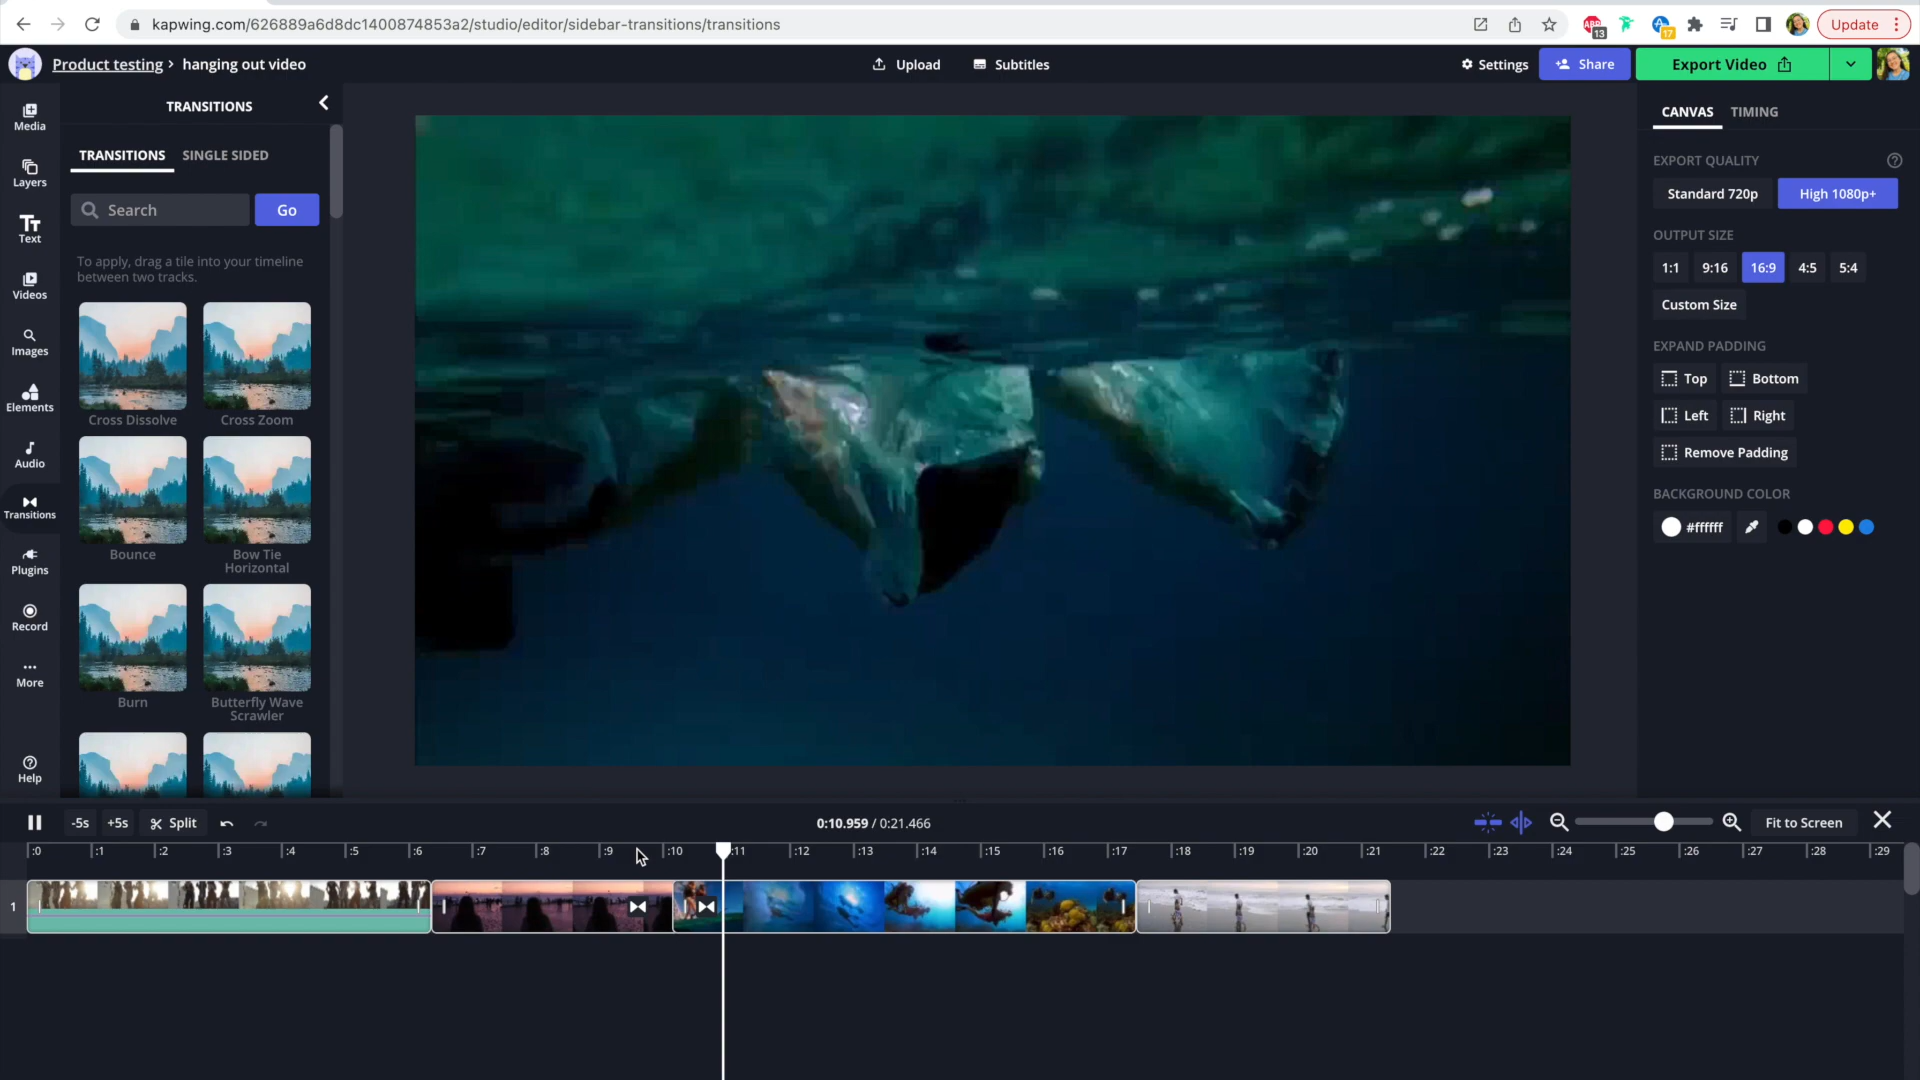 kapwing.com/626889a6d8dc1400874853a2/studio/editor/sidebar-transitions/transitions
ABP
13
17
Update
Product testing > hanging out video
Upload
Subtitles
Settings
Share
Export Video
Media
Layers
Text
Videos
Images
Elements
Audio
Transitions
Plugins
Record
More
Help
TRANSITIONS
TRANSITIONS SINGLE SIDED
Search
Go
To apply, drag a tile into your timeline
between two tracks.
Cross Dissolve
Cross Zoom
Bounce
Bow Tie
Horizontal
Burn
Butterfly Wave
Scrawler
CANVAS TIMING
EXPORT QUALITY
Standard 720p
High 1080p+
OUTPUT SIZE
1:1 9:16 16:9 4:5 5:4
Custom Size
EXPAND PADDING
Top Bottom
Left Right
Remove Padding
BACKGROUND COLOR
#ffffff
-5s +5s Split
0:10.959 / 0:21.466
Fit to Screen
:0 :1 :2 :3 :4 :5 :6 :7 :8 :9 :10 :11 :12 :13 :14 :15 :16 :17 :18 :19 :20 :21 :22 :23 :24 :25 :26 :27 :28 :29
1